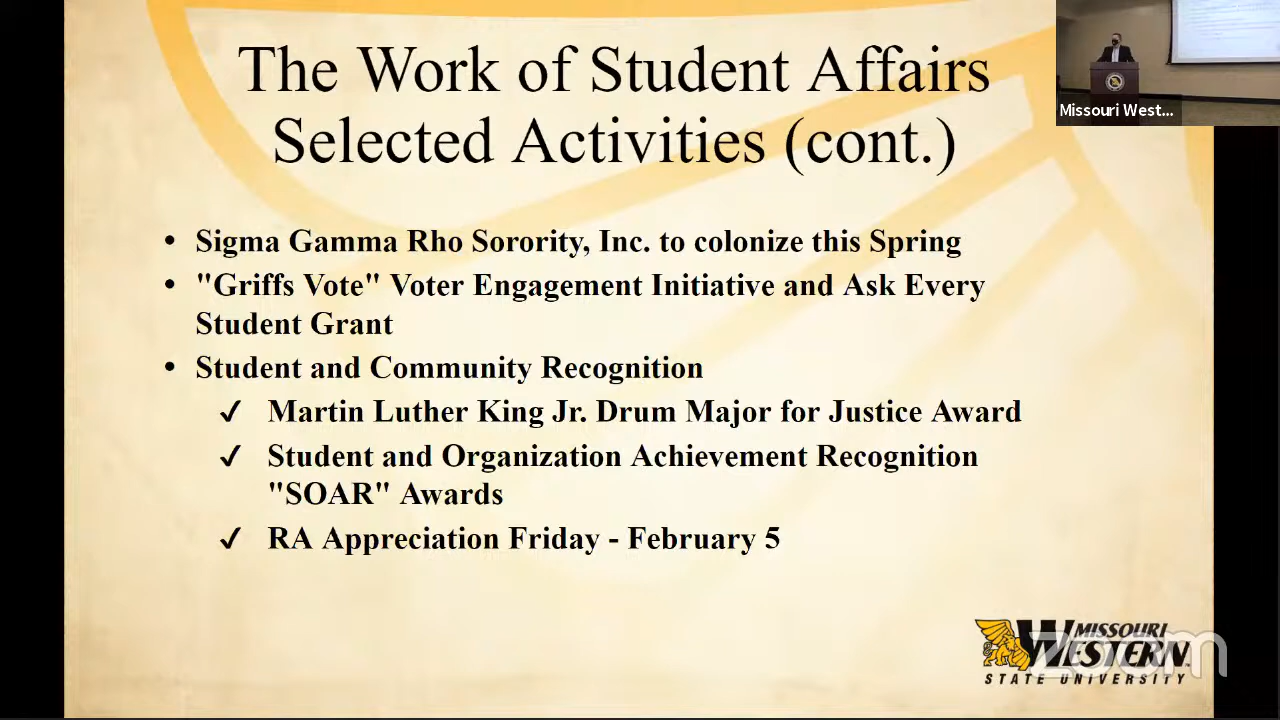 The Work of Student Affairs
Selected Activities (cont.)
Missouri West...
• Sigma Gamma Rho Sorority, Inc. to colonize this Spring
• "Griffs Vote" Voter Engagement Initiative and Ask Every
Student Grant
• Student and Community Recognition
✓ Martin Luther King Jr. Drum Major for Justice Award
✓ Student and Organization Achievement Recognition
"SOAR" Awards
✓ RA Appreciation Friday - February 5
MISSOURI
WESTERN
STATE UNIVERSITY
zoom